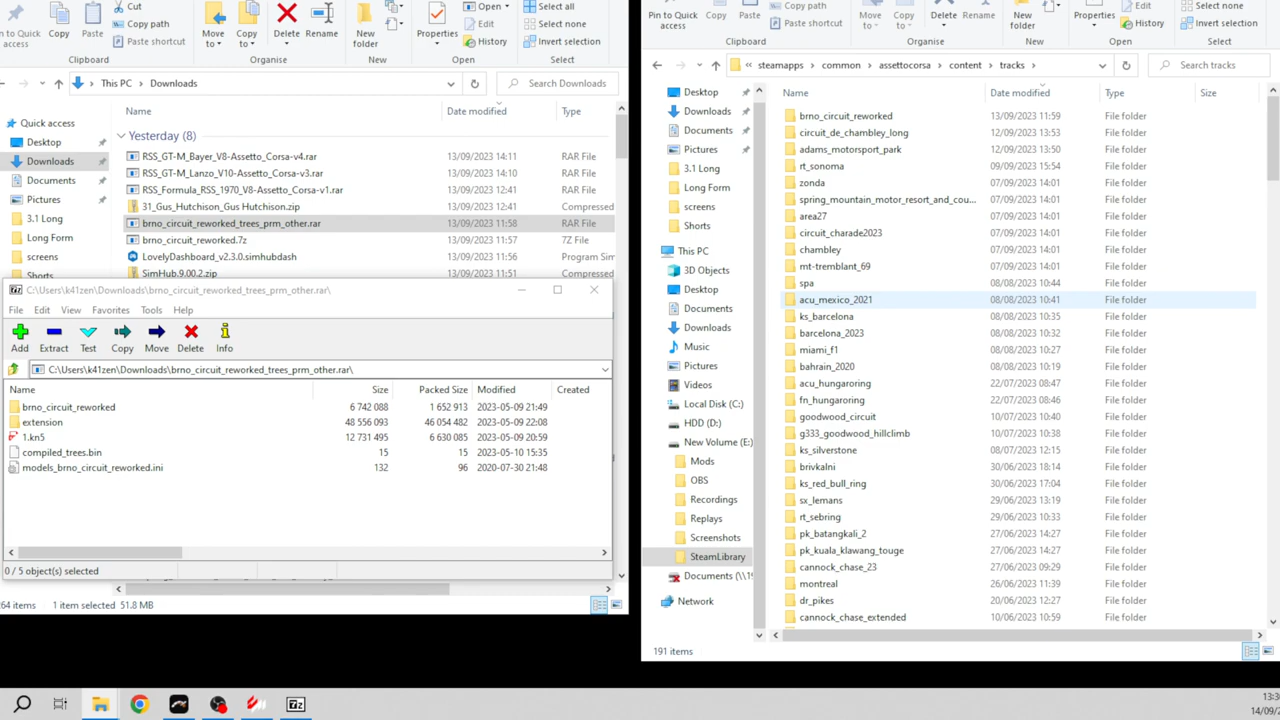 Cut
Copy path
Paste shortcut
Copy
Paste
Clipboard
Move to
Copy to
Delete
Rename
Organise
New folder
New
Properties
Open
Edit
History
Open
Select all
Select none
Invert selection
Select
This PC > Downloads
Search Downloads
Name
Date modified
Type
Quick access
Desktop
Downloads
Documents
Pictures
3.1 Long
Long Form
screens
Shorts
Yesterday (8)
RSS_GT-M_Bayer_V8-Assetto_Corsa-v4.rar 13/09/2023 14:11 RAR File
RSS_GT-M_Lanzo_V10-Assetto_Corsa-v3.rar 13/09/2023 14:10 RAR File
RSS_Formula_RSS_1970_V8-Assetto_Corsa-v1.rar 13/09/2023 12:41 RAR File
31_Gus_Hutchison_Gus Hutchison.zip 13/09/2023 12:41 Compressed
brno_circuit_reworked_trees_prm_other.rar 13/09/2023 11:58 RAR File
brno_circuit_reworked.7z 13/09/2023 11:57 7Z File
LovelyDashboard_v2.3.0.simhubdash 13/09/2023 11:56 Program Sim
SimHub.9.00.2.zip 13/09/2023 11:51 Compressed
C:\Users\k41zen\Downloads\brno_circuit_reworked_trees_prm_other.rar\
File Edit View Favorites Tools Help
Add Extract Test Copy Move Delete Info
C:\Users\k41zen\Downloads\brno_circuit_reworked_trees_prm_other.rar\
Name Size Packed Size Modified Created
brno_circuit_reworked 6 742 088 1 652 913 2023-05-09 21:49
extension 48 556 093 46 054 482 2023-05-09 22:08
1.kn5 12 731 495 6 630 085 2023-05-09 20:59
compiled_trees.bin 15 15 2023-05-10 15:35
models_brno_circuit_reworked.ini 132 96 2020-07-30 21:48
0 / 5 object(s) selected
64 items 1 item selected 51.8 MB
Pin to Quick access
Copy
Paste
Copy path
Paste shortcut
Clipboard
Move to
Copy to
Delete
Rename
Organise
New folder
New
Properties
Edit
History
Open
Select none
Invert selection
Select
« steamapps > common > assettocorsa > content > tracks >
Search tracks
Desktop
Downloads
Documents
Pictures
3.1 Long
Long Form
screens
Shorts
This PC
3D Objects
Desktop
Documents
Downloads
Music
Pictures
Videos
Local Disk (C:)
HDD (D:)
New Volume (E:)
Mods
OBS
Recordings
Replays
Screenshots
SteamLibrary
Documents (\\19
Network
Name Date modified Type Size
brno_circuit_reworked 13/09/2023 11:59 File folder
circuit_de_chambley_long 12/09/2023 13:53 File folder
adams_motorsport_park 12/09/2023 13:50 File folder
rt_sonoma 09/09/2023 15:54 File folder
zonda 07/09/2023 14:01 File folder
spring_mountain_motor_resort_and_cou... 07/09/2023 14:01 File folder
area27 07/09/2023 14:01 File folder
circuit_charade2023 07/09/2023 14:01 File folder
chambley 07/09/2023 14:01 File folder
mt-tremblant_69 07/09/2023 14:01 File folder
spa 08/08/2023 10:44 File folder
acu_mexico_2021 08/08/2023 10:41 File folder
ks_barcelona 08/08/2023 10:35 File folder
barcelona_2023 08/08/2023 10:32 File folder
miami_f1 08/08/2023 10:27 File folder
bahrain_2020 08/08/2023 10:19 File folder
acu_hungaroring 22/07/2023 08:47 File folder
fn_hungaroring 22/07/2023 08:46 File folder
goodwood_circuit 10/07/2023 10:40 File folder
g333_goodwood_hillclimb 10/07/2023 10:38 File folder
ks_silverstone 08/07/2023 12:15 File folder
brivkalni 30/06/2023 18:14 File folder
ks_red_bull_ring 30/06/2023 17:04 File folder
sx_lemans 29/06/2023 13:19 File folder
rt_sebring 29/06/2023 10:33 File folder
pk_batangkali_2 27/06/2023 14:27 File folder
pk_kuala_klawang_touge 27/06/2023 14:27 File folder
cannock_chase_23 27/06/2023 09:29 File folder
montreal 26/06/2023 11:39 File folder
dr_pikes 20/06/2023 12:27 File folder
cannock_chase_extended 10/06/2023 10:59 File folder
191 items